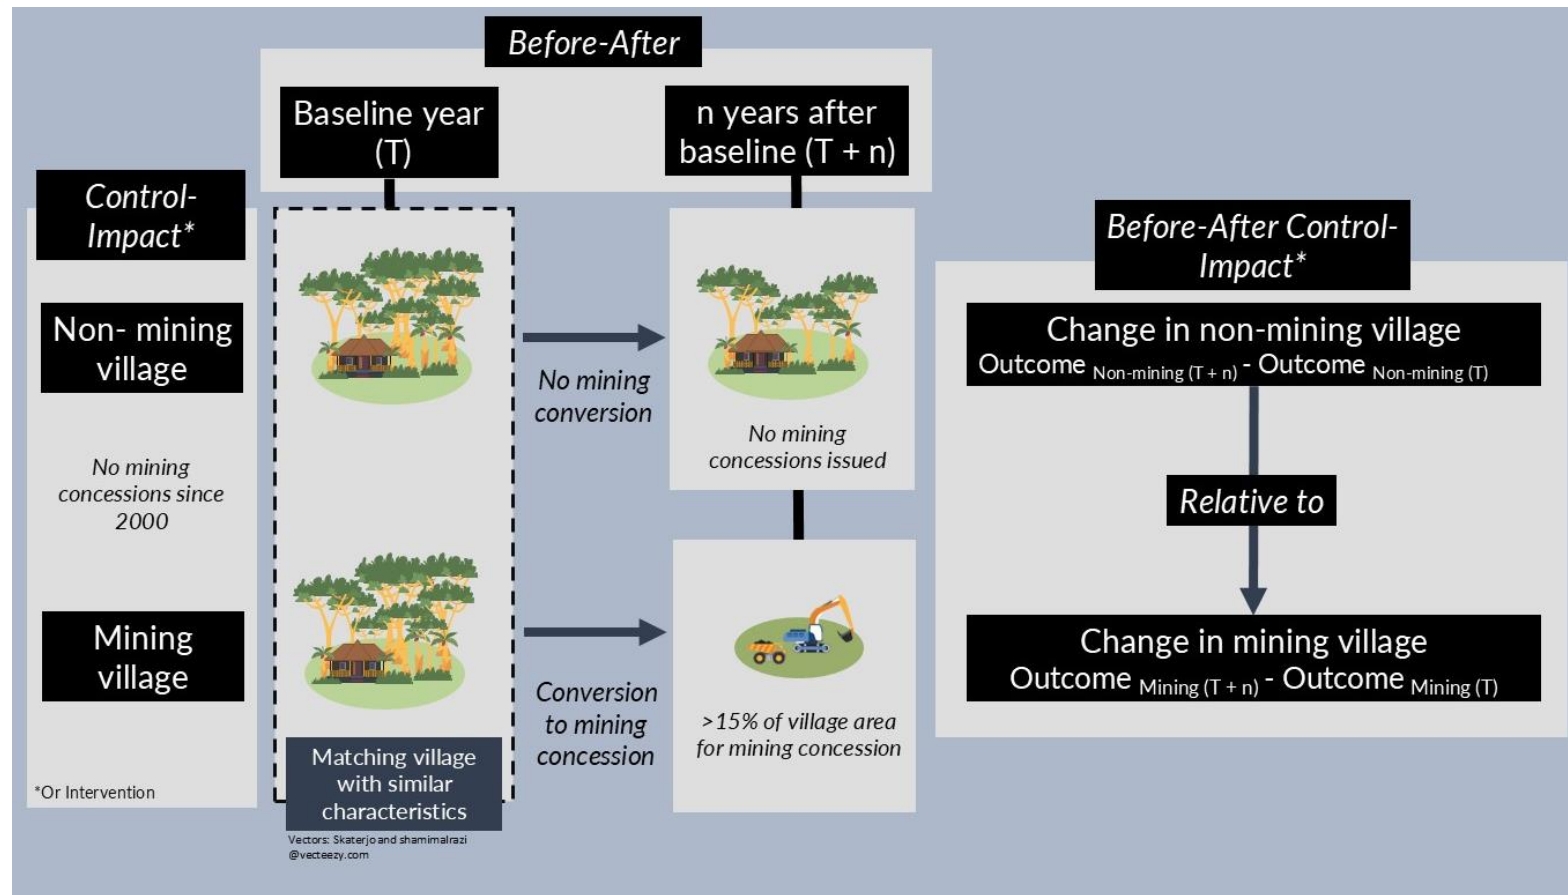 Before-After
Baseline year
(T)
n years after
baseline (T + n)
Control-
Impact*
Non- mining
village
No mining
concessions since
2000
Mining
village
*Or Intervention
No mining
conversion
No mining
concessions issued
Conversion
to mining
concession
>15% of village area
for mining concession
Matching village
with similar
characteristics
Vectors: Skaterjo and shamimalrazi
@vecteezy.com
Before-After Control-
Impact*
Change in non-mining village
Outcome Non-mining (T + n) - Outcome Non-mining (T)
Relative to
Change in mining village
Outcome Mining (T + n) - Outcome Mining (T)